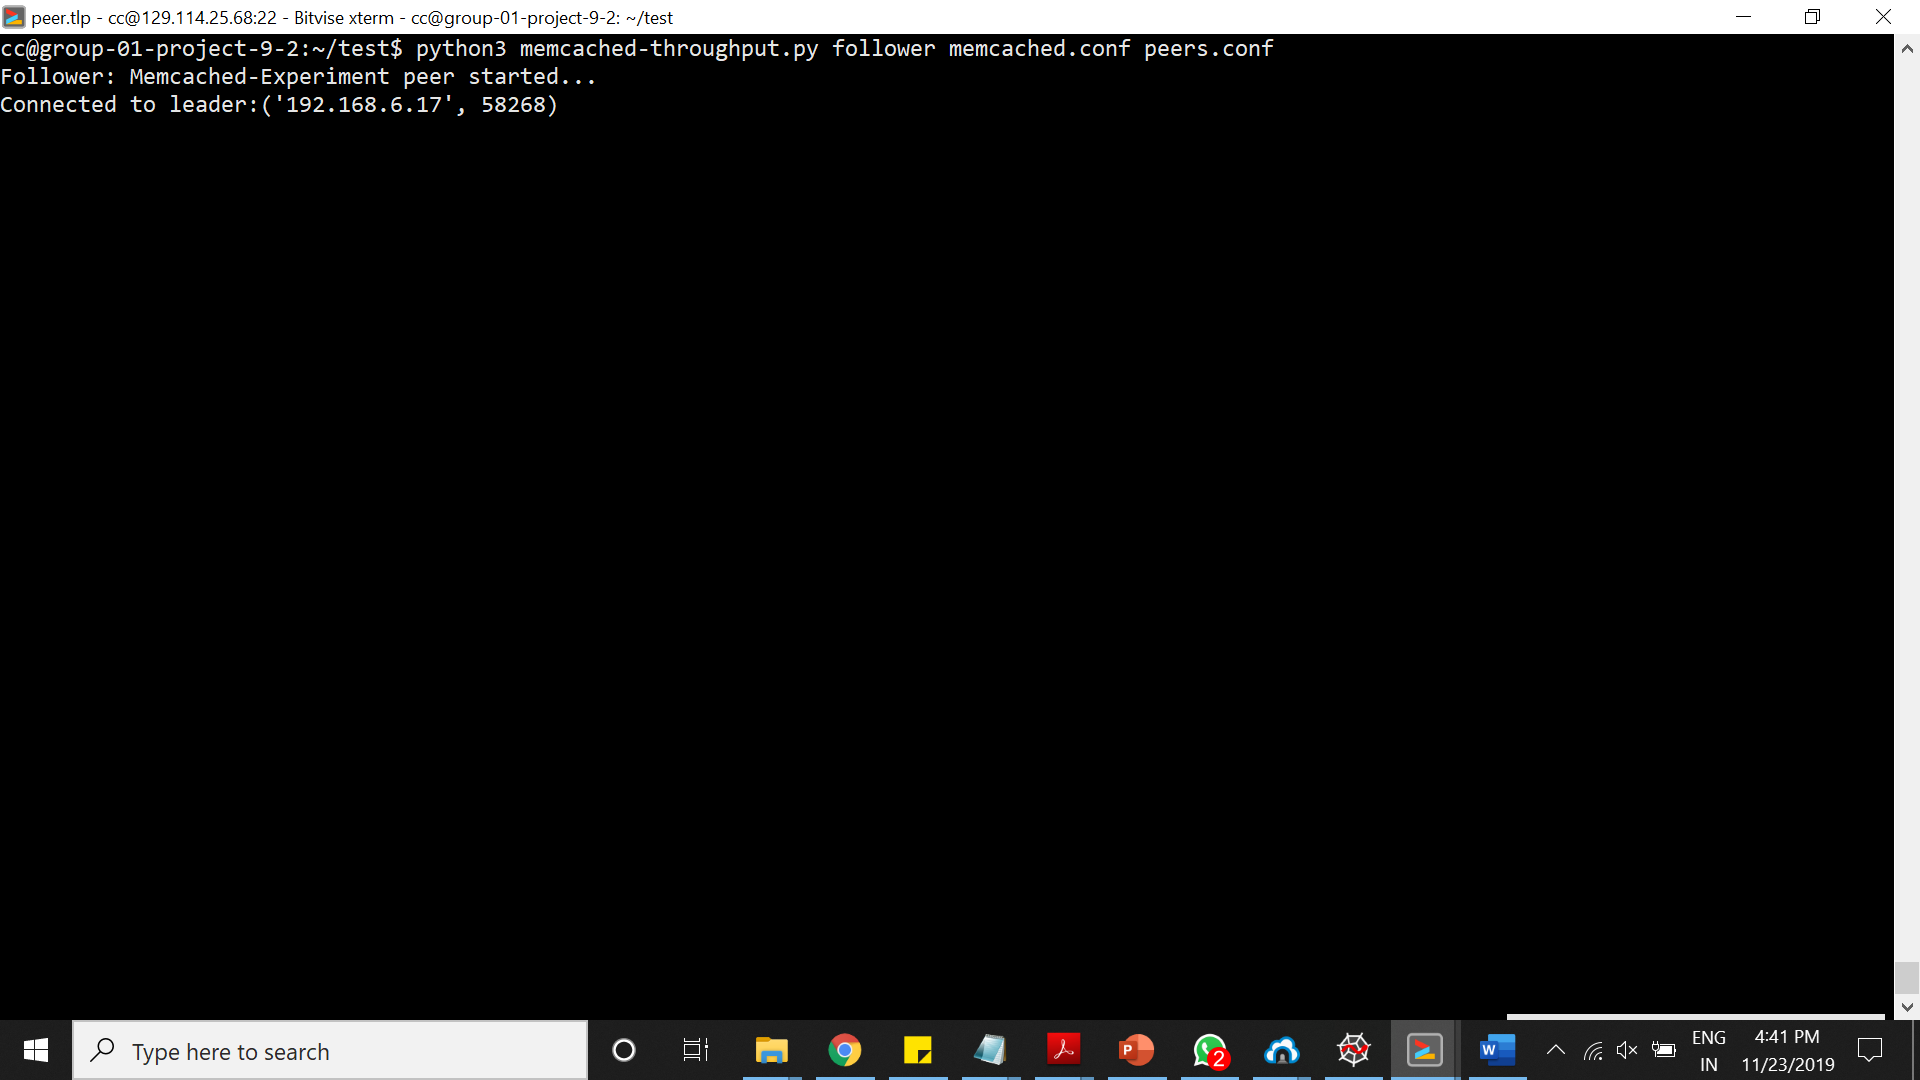 peer.tlp - cc@129.114.25.68:22 - Bitvise xterm - cc@group-01-project-9-2: ~/test
cc@group-01-project-9-2:~/test$ python3 memcached-throughput.py follower memcached.conf peers.conf
Follower: Memcached-Experiment peer started...
Connected to leader:('192.168.6.17', 58268)
Type here to search
P
2
W
ENG
IN
4:41 PM
11/23/2019